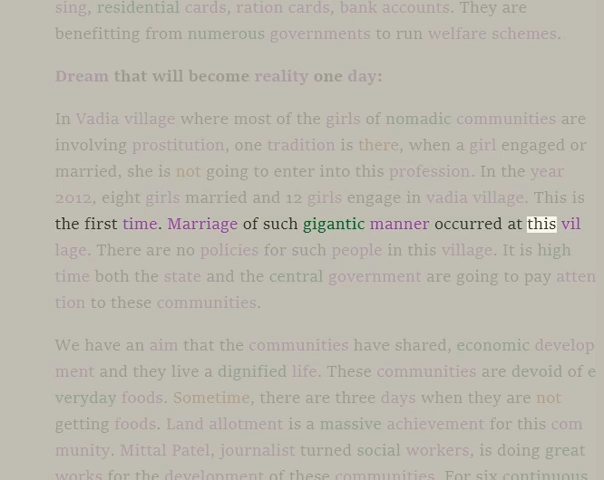 sing, residential cards, ration cards, bank accounts. They are
benefitting from numerous governments to run welfare schemes.
Dream that will become reality one day:
In Vadia village where most of the girls of nomadic communities are
involving prostitution, one tradition is there, when a girl engaged or
married, she is not going to enter into this profession. In the year
2012, eight girls married and 12 girls engage in vadia village. This is
the first time. Marriage of such gigantic manner occurred at this vil
lage. There are no policies for such people in this village. It is high
time both the state and the central government are going to pay atten
tion to these communities.
We have an aim that the communities have shared, economic develop
ment and they live a dignified life. These communities are devoid of e
veryday foods. Sometime, there are three days when they are not
getting foods. Land allotment is a massive achievement for this com
munity. Mittal Patel, journalist turned social workers, is doing great
works for the development of these communities. For six continuous